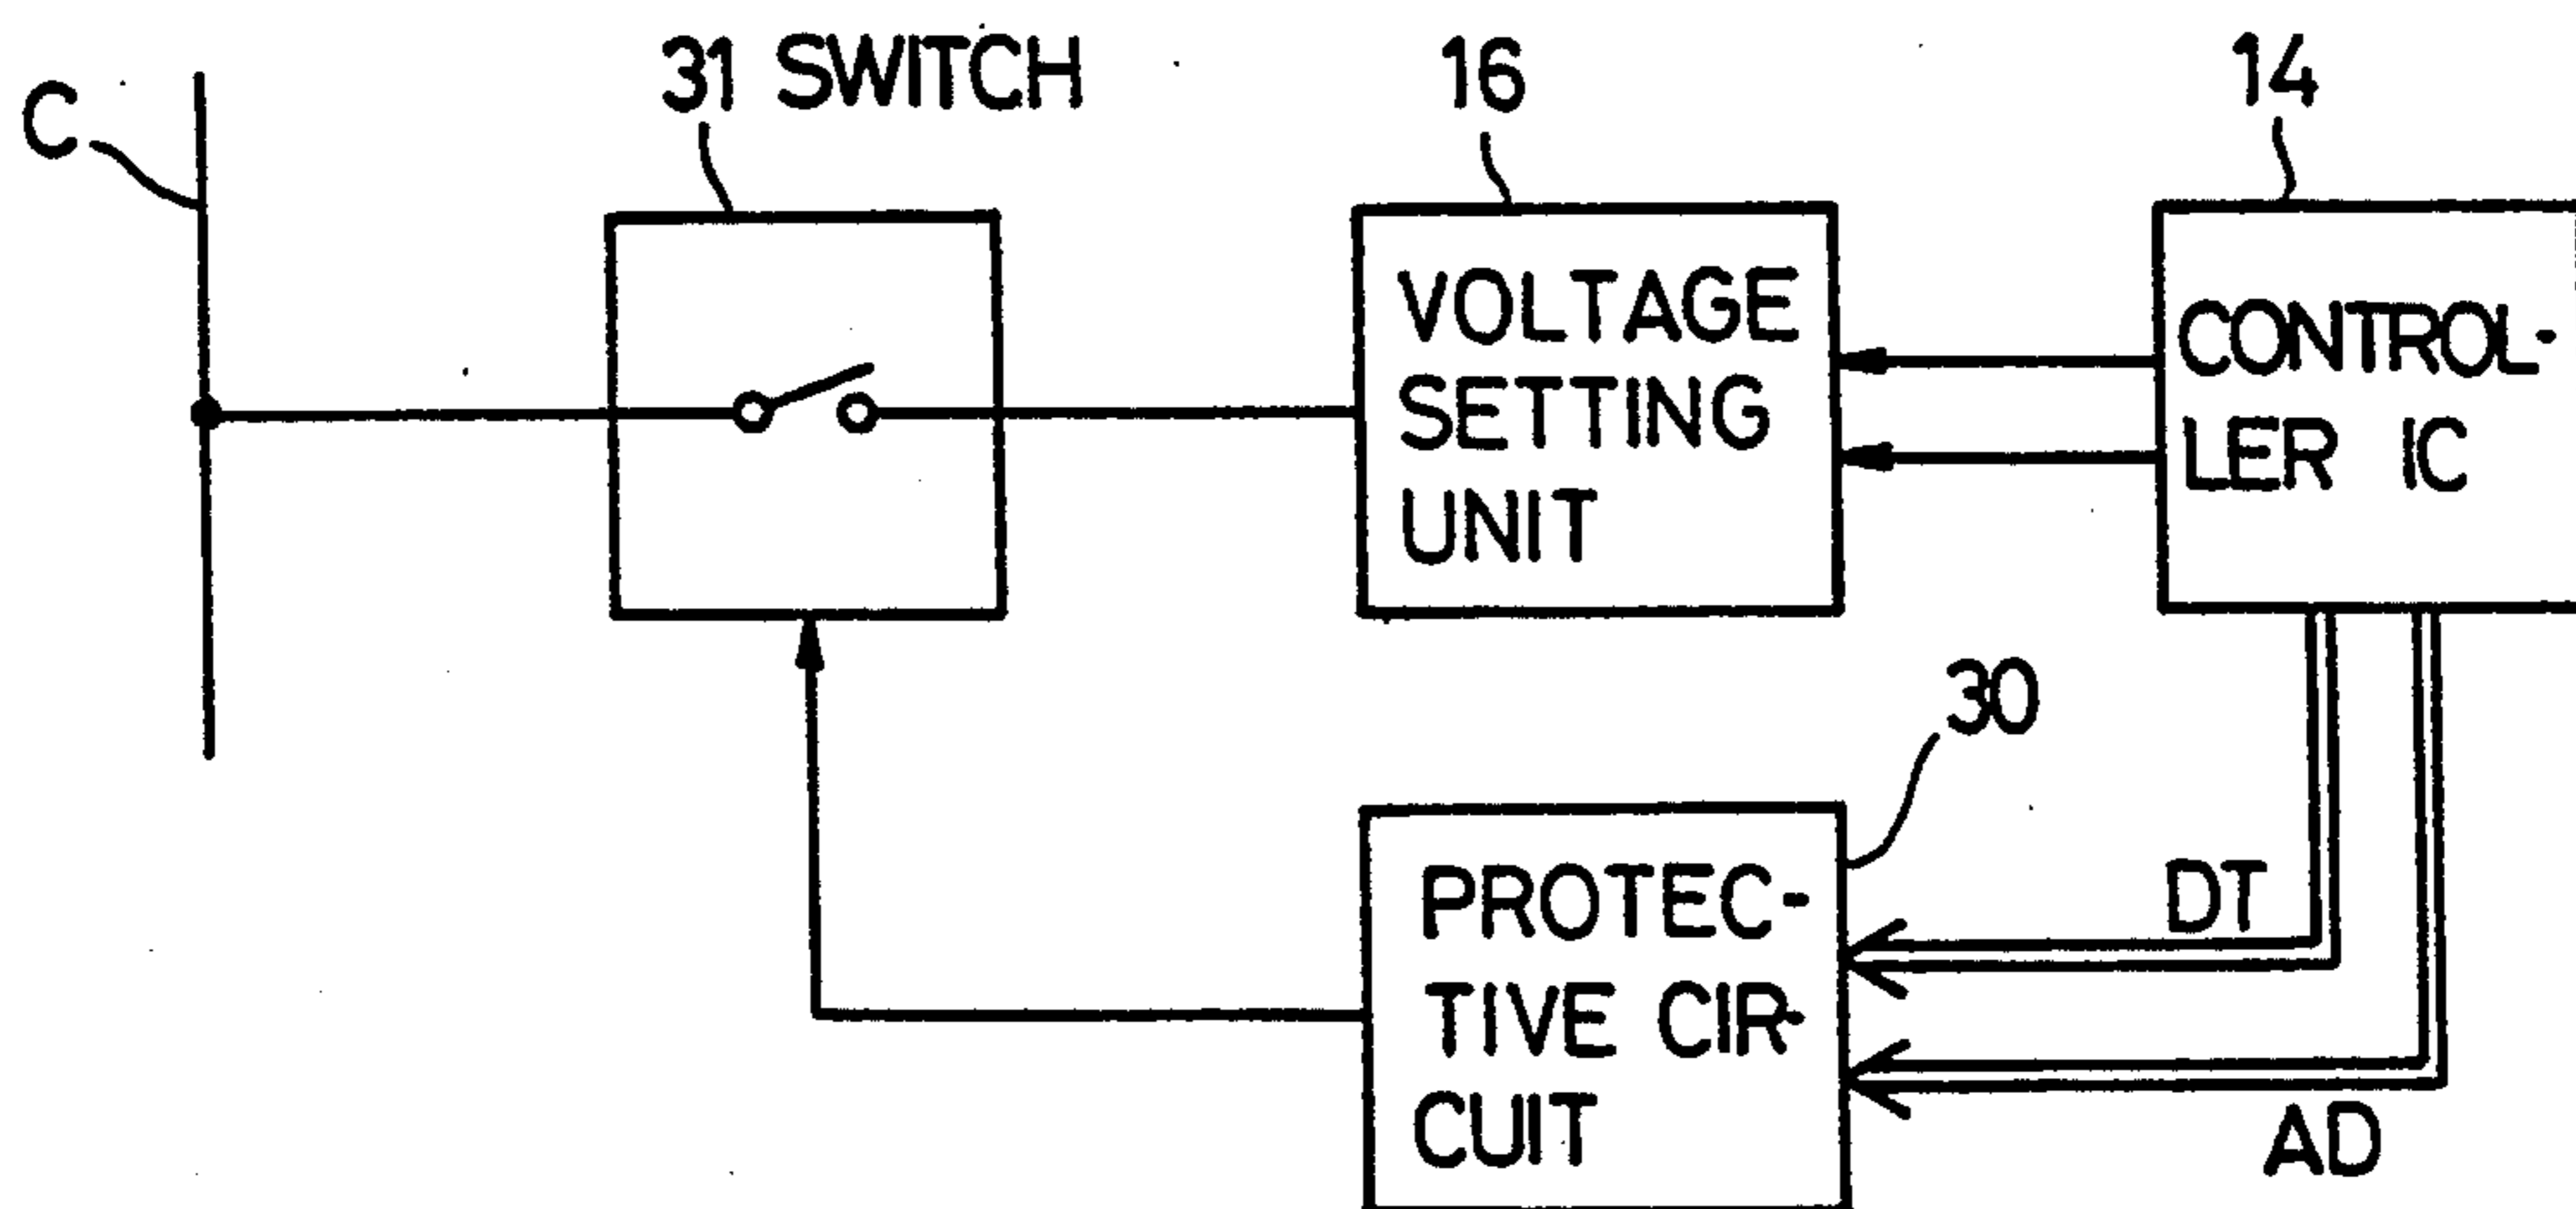 C
31 SWITCH
16
14
VOLTAGE
SETTING
UNIT
CONTROL-
LER IC
30
PROTEC-
TIVE CIR-
CUIT
DT
AD